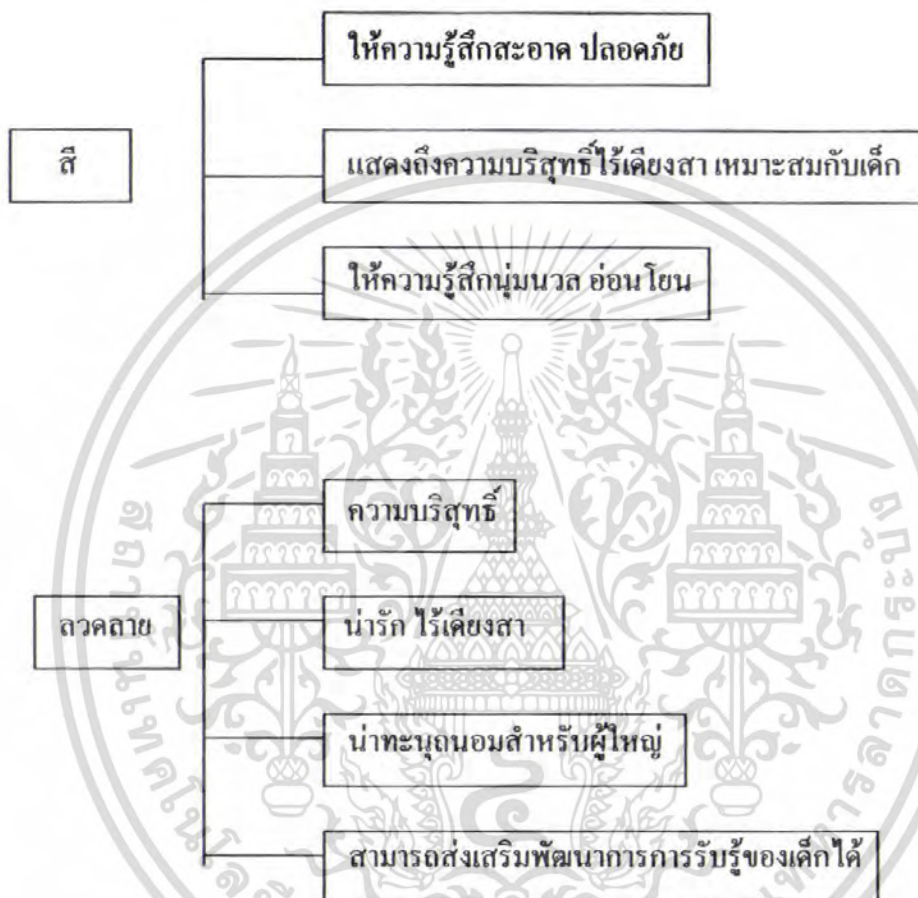 สี
ให้ความรู้สึกสะอาด ปลอดภัย
แสดงถึงความบริสุทธิ์ ไร้เดียงสา เหมาะสมกับเด็ก
ให้ความรู้สึกนุ่มนวล อ่อนโยน
ลวดลาย
ความบริสุทธิ์
น่ารัก ไร้เดียงสา
น่าทะนุถนอมสำหรับผู้ใหญ่
สามารถส่งเสริมพัฒนาการการรับรู้ของเด็กได้